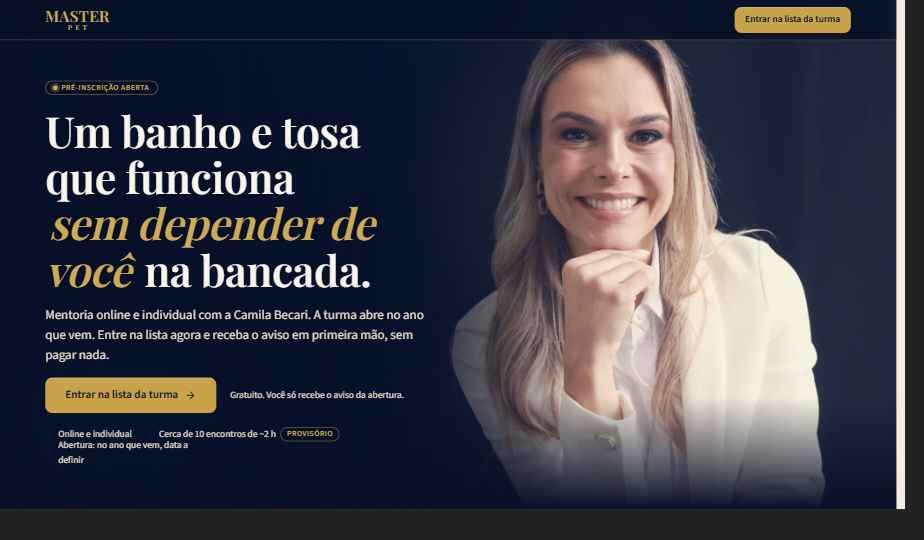 MASTER
PET
Entrar na lista da turma
PRÉ-INSCRIÇÃO ABERTA
Um banho e tosa
que funciona
sem depender de
você na bancada.
Mentoria online e individual com a Camila Becari. A turma abre no ano
que vem. Entre na lista agora e receba o aviso em primeira mão, sem
pagar nada.
Entrar na lista da turma →
Gratuito. Você só recebe o aviso da abertura.
Online e individual
Cerca de 10 encontros de ~2 h PROVISÓRIO
Abertura: no ano que vem, data a
definir